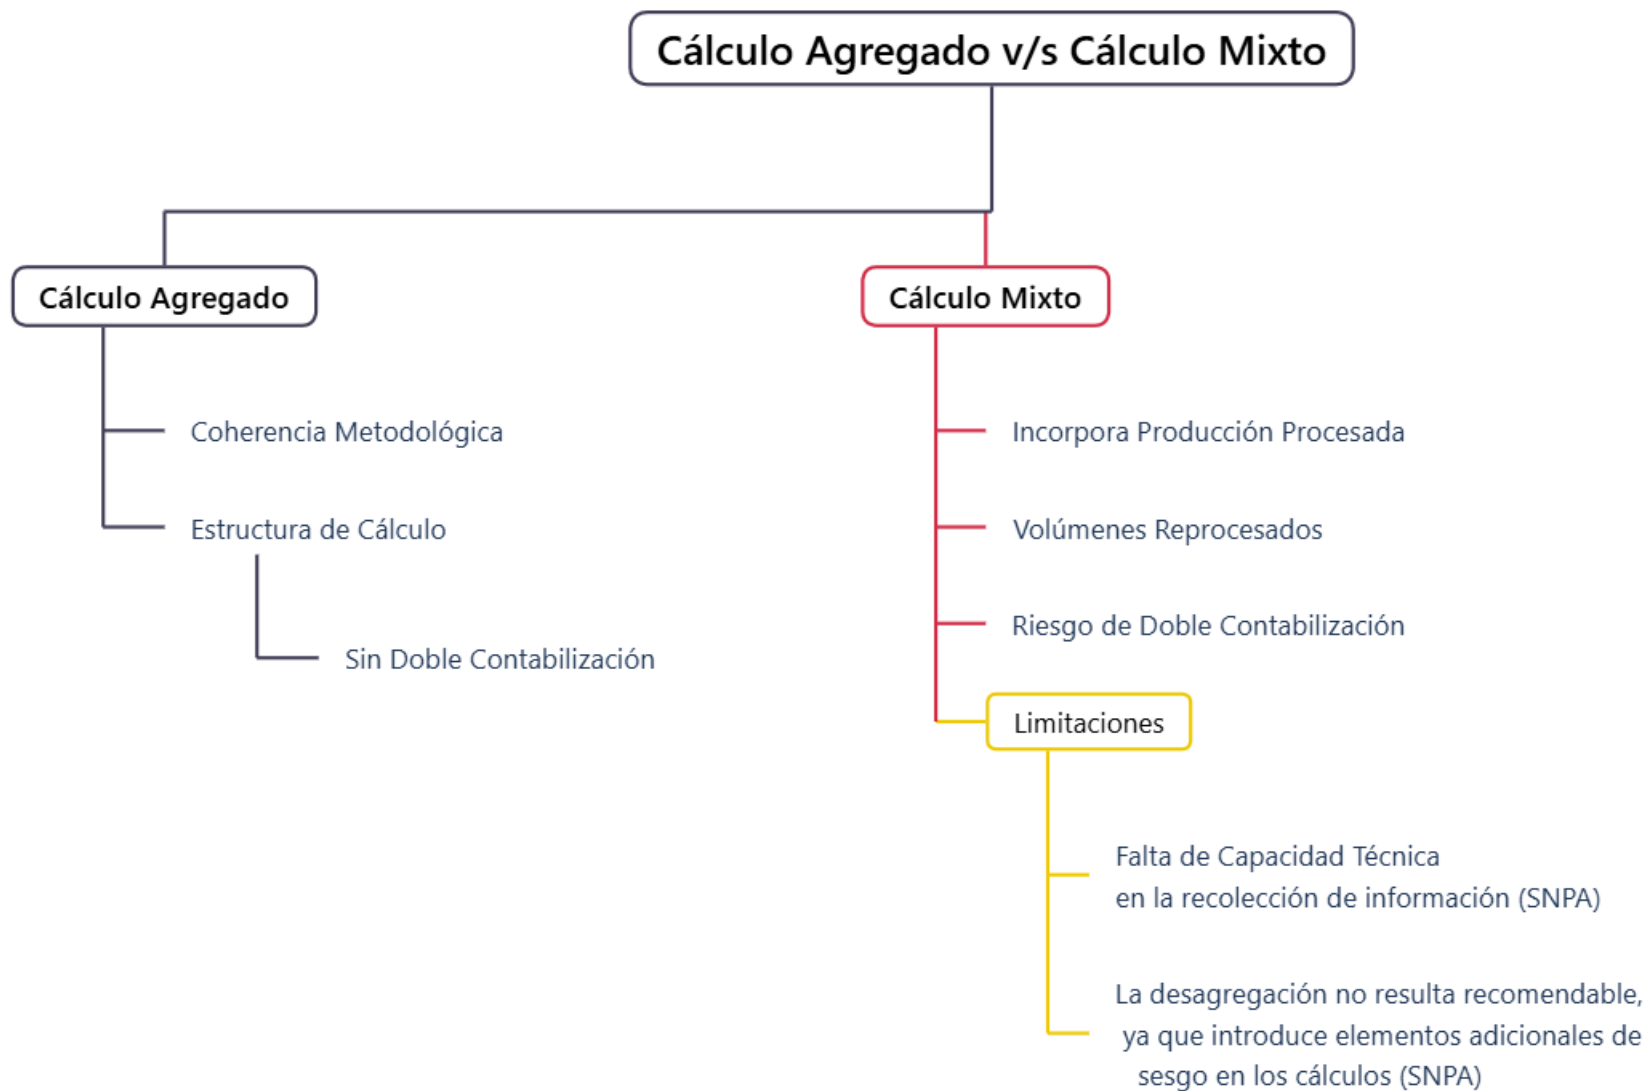 Cálculo Agregado v/s Cálculo Mixto
Cálculo Agregado
Coherencia Metodológica
Estructura de Cálculo
Sin Doble Contabilización
Cálculo Mixto
Incorpora Producción Procesada
Volúmenes Reprocesados
Riesgo de Doble Contabilización
Limitaciones
Falta de Capacidad Técnica
en la recolección de información (SNPA)
La desagregación no resulta recomendable,
ya que introduce elementos adicionales de
sesgo en los cálculos (SNPA)